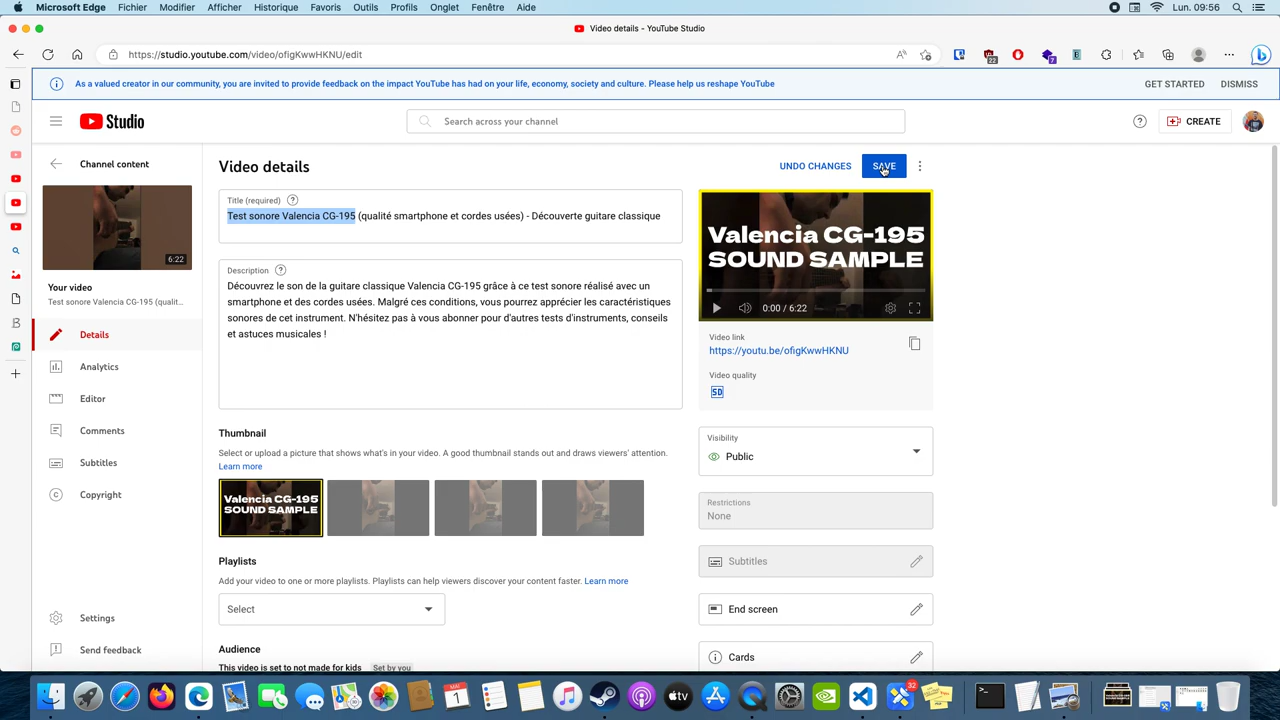 Microsoft Edge Fichier Modifier Afficher Historique Favoris Outils Profils Onglet Fenêtre Aide Lun. 09:56
Video details - YouTube Studio
https://studio.youtube.com/video/ofigKwwHKNU/edit
22
7
As a valued creator in our community, you are invited to provide feedback on the impact YouTube has had on your life, economy, society and culture. Please help us reshape YouTube GET STARTED DISMISS
Studio Search across your channel CREATE
Channel content
6:22
Your video
Test sonore Valencia CG-195 (qualit...
Details
Analytics
Editor
Comments
Subtitles
Copyright
Settings
Send feedback
Video details UNDO CHANGES SAVE
Title (required)
Test sonore Valencia CG-195 (qualité smartphone et cordes usées) - Découverte guitare classique
Description
Découvrez le son de la guitare classique Valencia CG-195 grâce à ce test sonore réalisé avec un
smartphone et des cordes usées. Malgré ces conditions, vous pourrez apprécier les caractéristiques
sonores de cet instrument. N'hésitez pas à vous abonner pour d'autres tests d'instruments, conseils
et astuces musicales !
Thumbnail
Select or upload a picture that shows what's in your video. A good thumbnail stands out and draws viewers' attention.
Learn more
Valencia CG-195
SOUND SAMPLE
Playlists
Add your video to one or more playlists. Playlists can help viewers discover your content faster. Learn more
Select
Audience
This video is set to not made for kids Set by you
Valencia CG-195
SOUND SAMPLE
0:00 / 6:22
Video link
https://youtu.be/ofigKwwHKNU
Video quality
SD
Visibility
Public
Restrictions
None
Subtitles
End screen
Cards
32